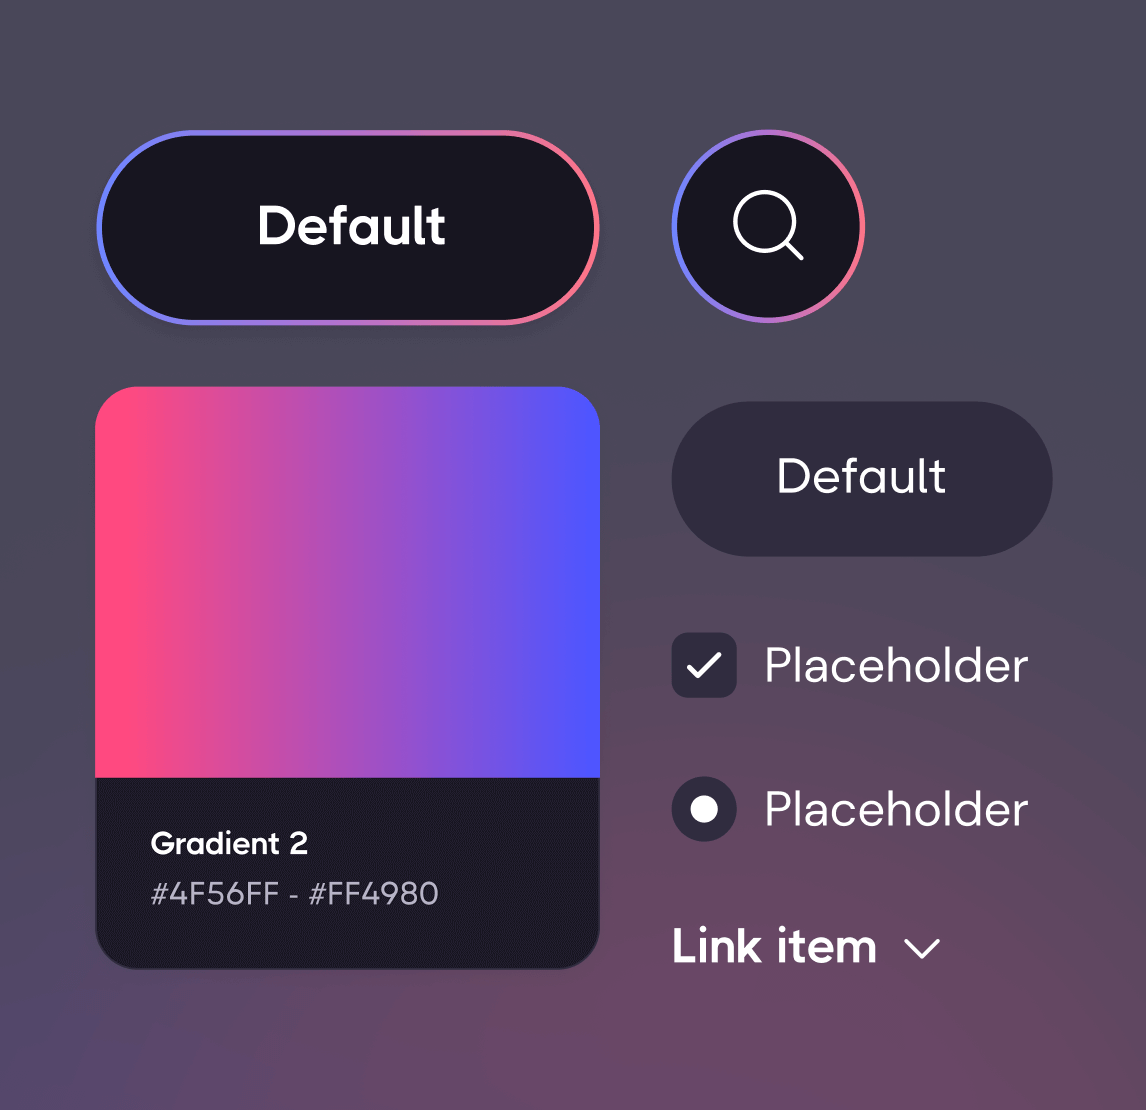 Default
Default
Placeholder
Placeholder
Gradient 2
#4F56FF - #FF4980
Link item